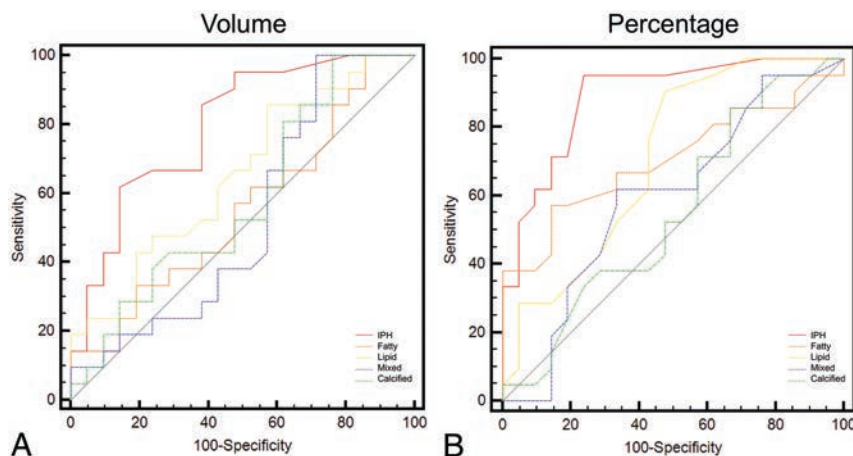 Volume
100
80
60
40
20
0
Sensitivity
0 20 40 60 80 100
100-Specificity
IPH
Fatty
Lipid
Mixed
Calcified
A
Percentage
100
80
60
40
20
0
Sensitivity
0 20 40 60 80 100
100-Specificity
IPH
Fatty
Lipid
Mixed
Calcified
B